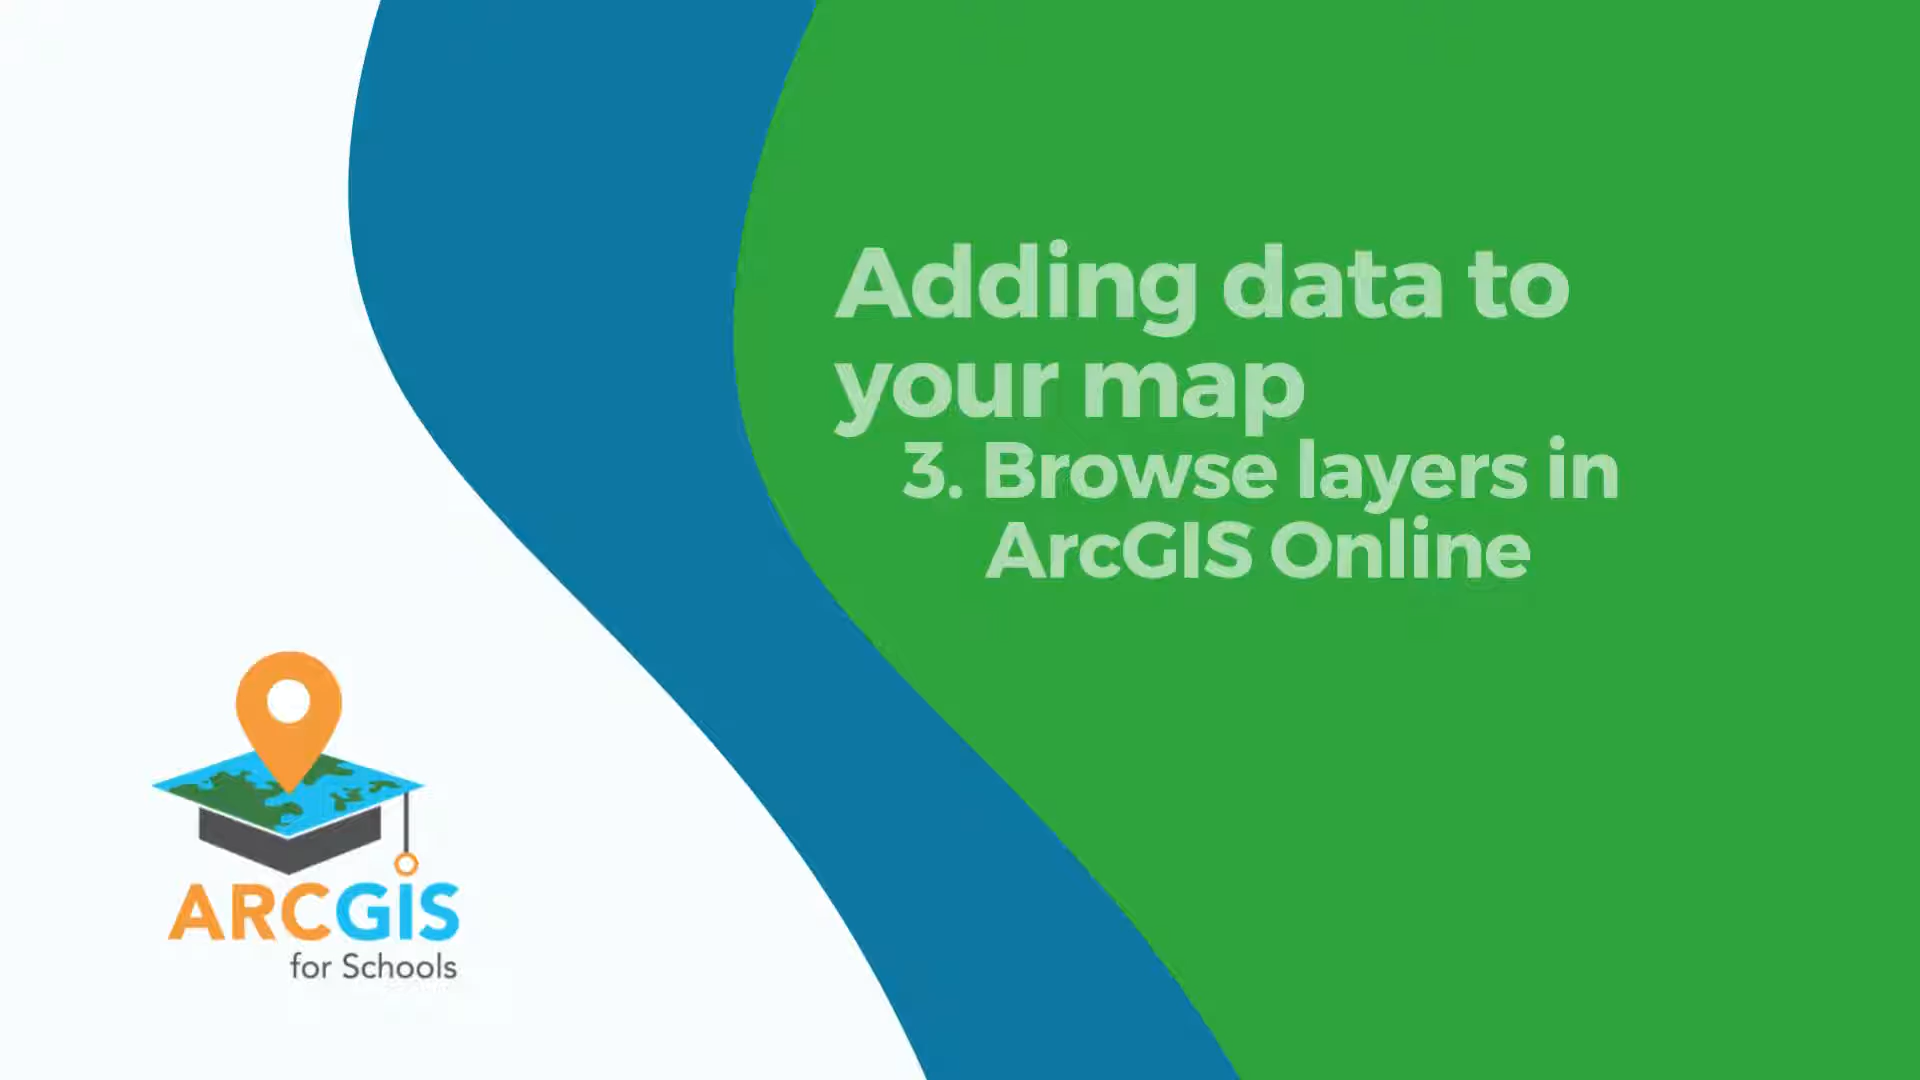 Adding data to
your map
3. Browse layers in
ArcGIS Online
ARCGIS
for Schools